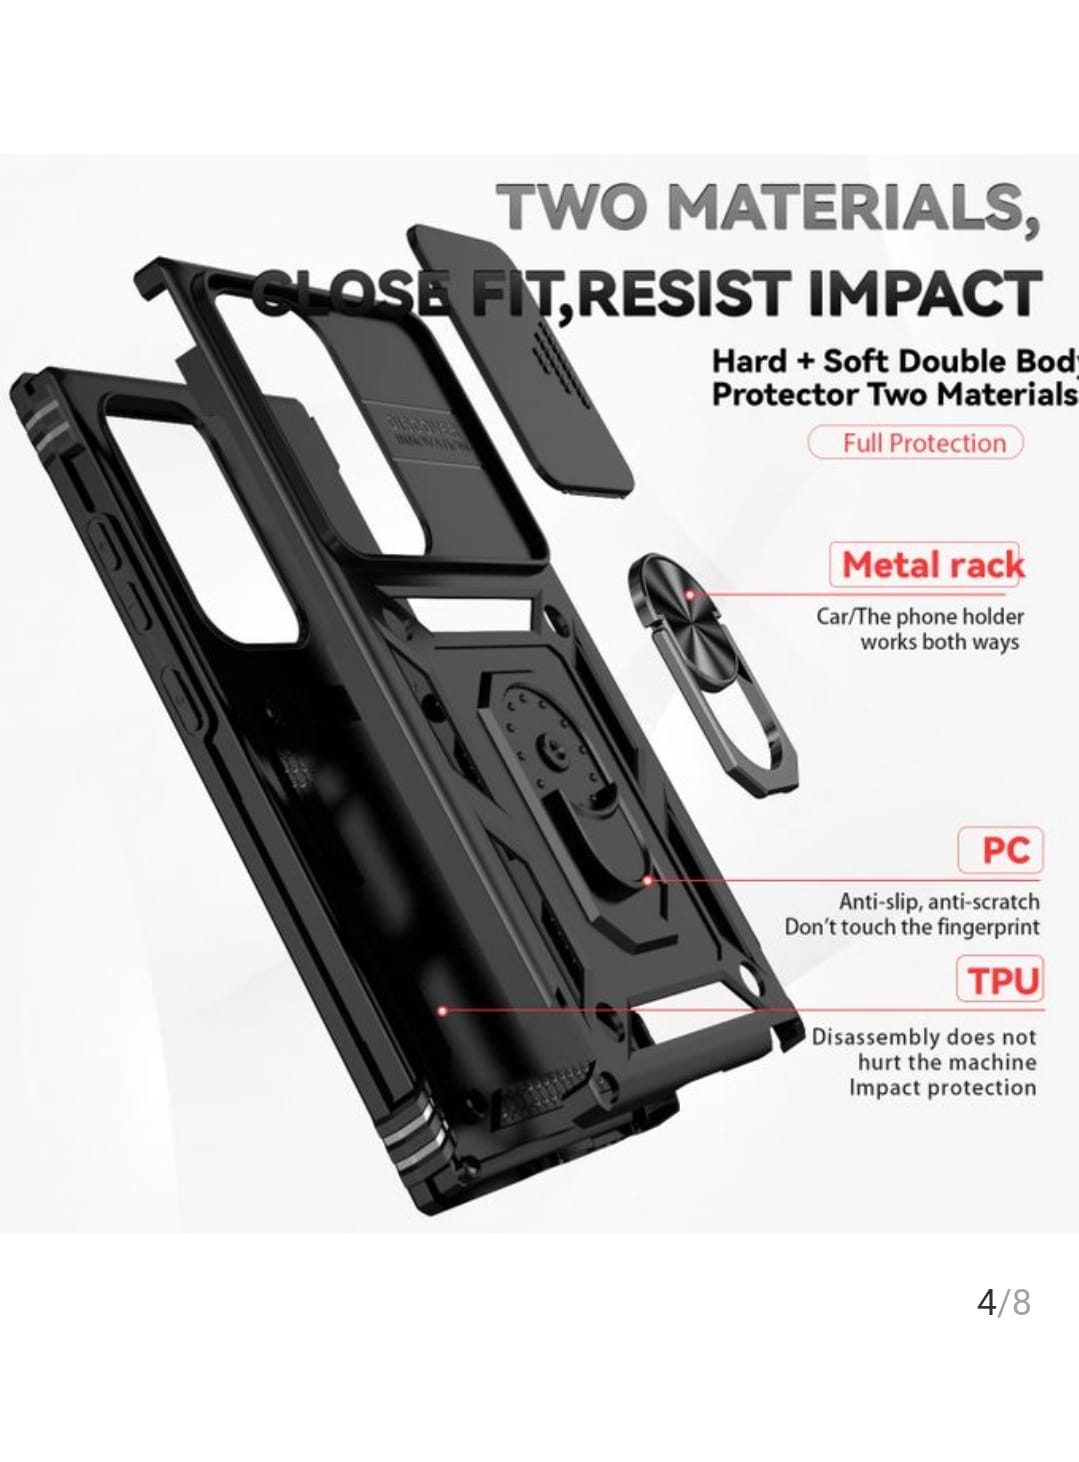 TWO MATERIALS,
CLOSE FIT,RESIST IMPACT
Hard + Soft Double Body
Protector Two Materials
Full Protection
Metal rack
Car/The phone holder
works both ways
PC
Anti-slip, anti-scratch
Don't touch the fingerprint
TPU
Disassembly does not
hurt the machine
Impact protection
4/8